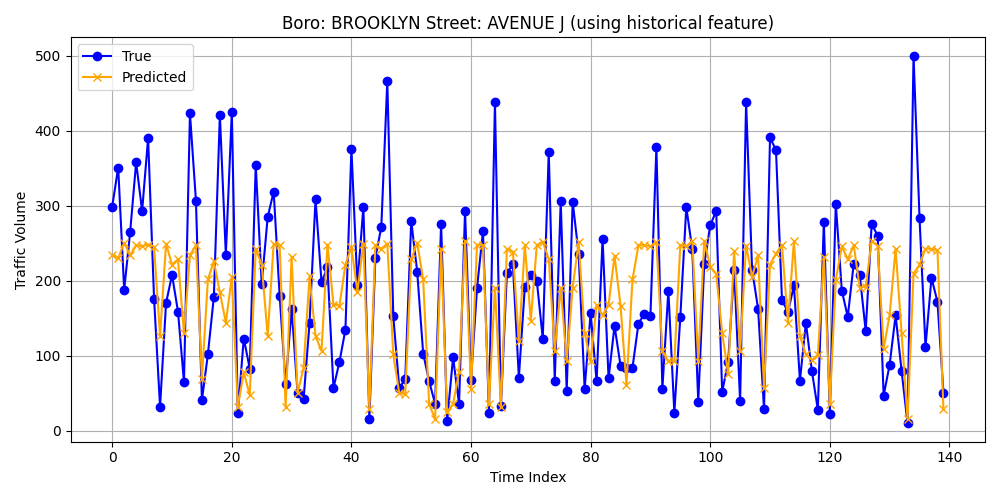 Boro: BROOKLYN Street: AVENUE J (using historical feature)
True
Predicted
Traffic Volume
500
400
300
200
100
0
0 20 40 60 80 100 120 140
Time Index